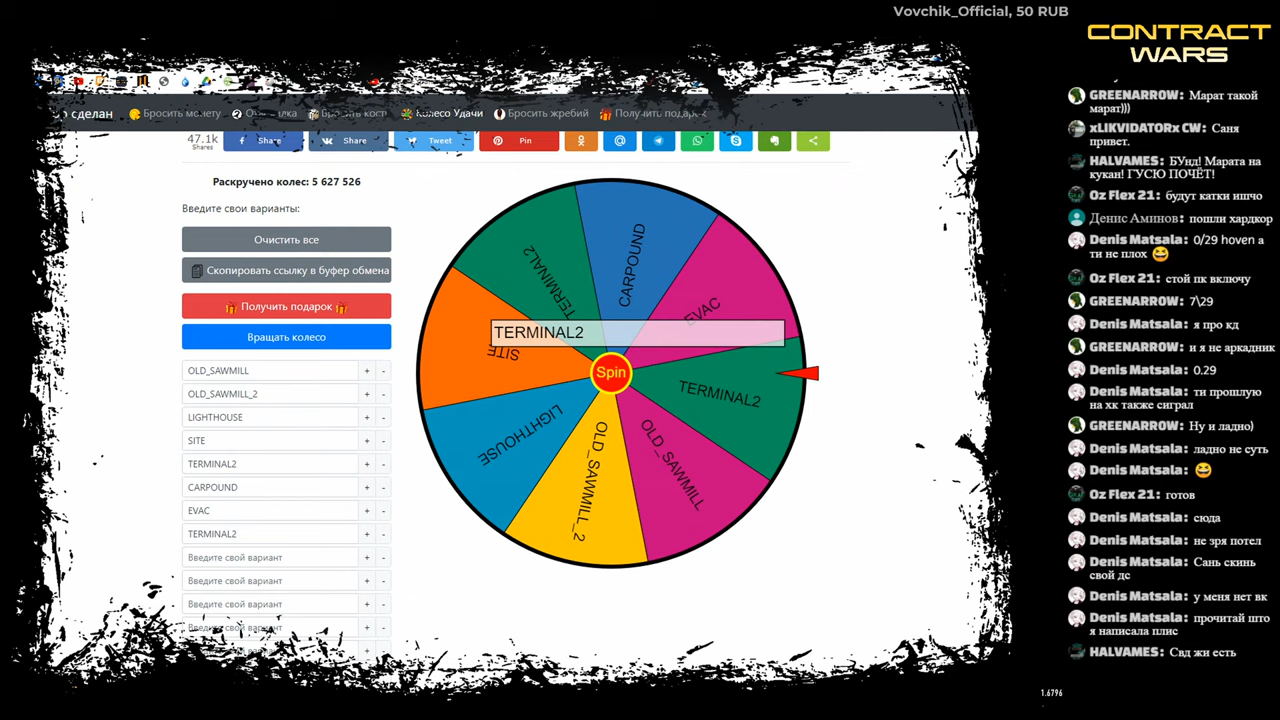 Vovchik_Official, 50 RUB
CONTRACT
WARS
о сделан
Бросить монету
Бросить кости
Колесо Удачи
Бросить жребий
Получить подарок
47.1k
Shares
Share
Share
Tweet
Pin
Раскручено колес: 5 627 526
Введите свои варианты:
Очистить все
Скопировать ссылку в буфер обмена
Получить подарок
Вращать колесо
OLD_SAWMILL + -
OLD_SAWMILL_2 + -
LIGHTHOUSE + -
SITE + -
TERMINAL2 + -
CARPOUND + -
EVAC + -
TERMINAL2 + -
Введите свой вариант + -
Введите свой вариант + -
Введите свой вариант + -
Введите свой вариант + -
TERMINAL2
CARPOUND
EVAC
TERMINAL2
SITE
Spin
TERMINAL2
LIGHTHOUSE
OLD_SAWMILL_2
OLD_SAWMILL
GREENARROW: Марат такой
марат)))
xLIKVIDATORx CW: Саня
привет.
HALVAMES: БУнд! Марата на
кукан! ГУСЮ ПОЧЁТ!
Oz Flex 21: будут катки ишчо
Денис Аминов: пошли хардкор
Denis Matsala: 0/29 hoven а
ти не плох 😆
Oz Flex 21: стой пк включу
GREENARROW: 7\29
Denis Matsala: я про кд
GREENARROW: и я не аркадник
Denis Matsala: 0.29
Denis Matsala: ти прошлую
на хк также сиграл
GREENARROW: Ну и ладно)
Denis Matsala: ладно не суть
Denis Matsala: 😆
Oz Flex 21: готов
Denis Matsala: сюда
Denis Matsala: не зря потел
Denis Matsala: Сань скинь
свой дс
Denis Matsala: у меня нет вк
Denis Matsala: прочитай што
я написала плис
HALVAMES: Свд жи есть
1.6796